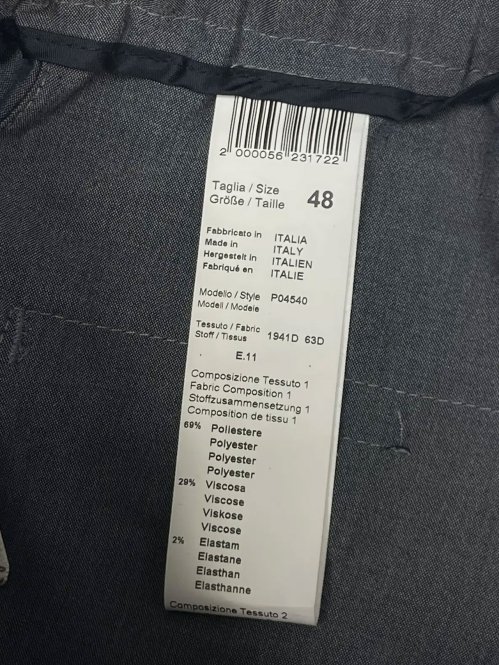 2 000056 231722
Taglia / Size
Größe / Taille 48
Fabbricato in ITALIA
Made in ITALY
Hergestelt in ITALIEN
Fabriqué en ITALIE
Modello / Style P04540
Modell / Modele
Tessuto / Fabric 1941D 63D
Stoff / Tissus
E.11
Composizione Tessuto 1
Fabric Composition 1
Stoffzusammensetzung 1
Composition de tissu 1
69% Poliestere
Polyester
Polyester
Polyester
29% Viscosa
Viscose
Viskose
Viscose
2% Elastam
Elastane
Elasthan
Elasthanne
Composizione Tessuto 2